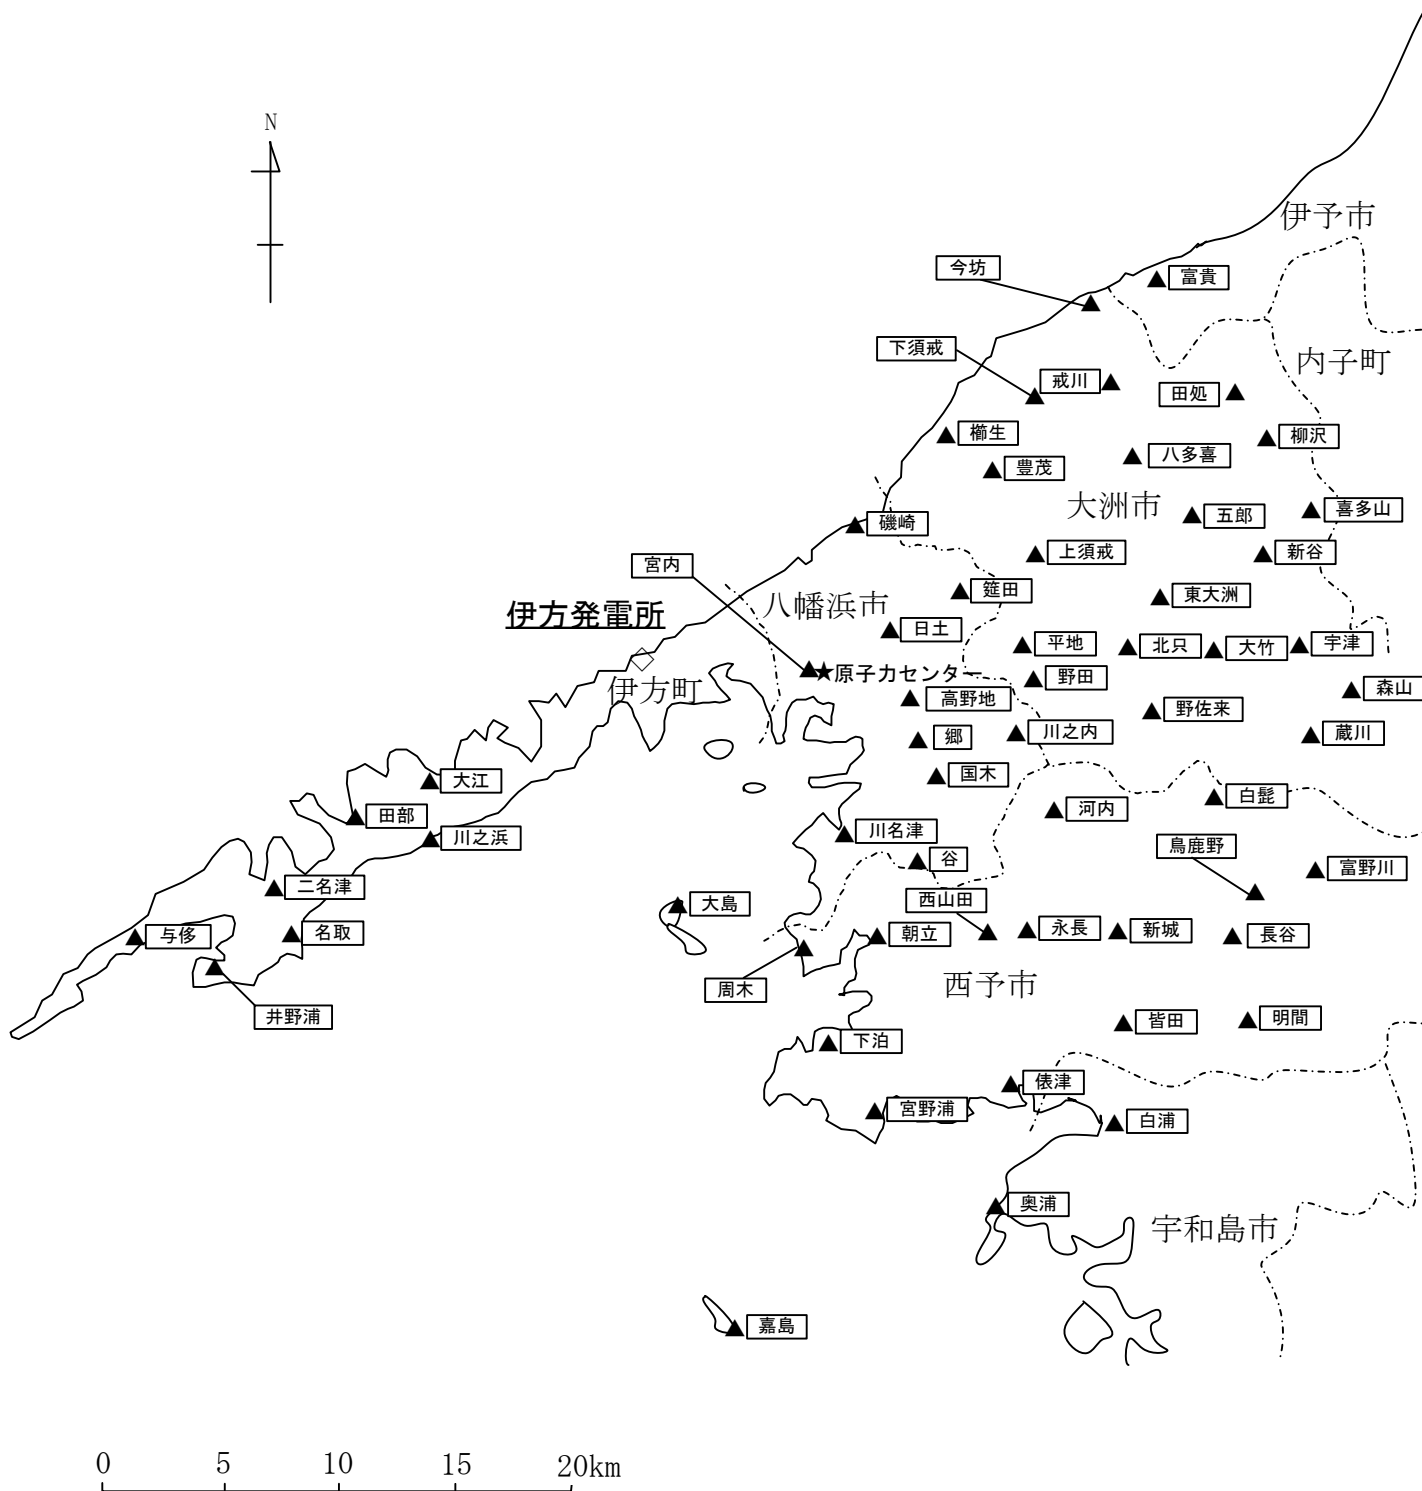 N
伊予市
今坊
富貴
下須戒
内子町
戒川
田処
櫛生
柳沢
豊茂
八多喜
大洲市
磯崎
五郎
喜多山
宮内
上須戒
新谷
伊方発電所
八幡浜市
筵田
東大洲
日土
平地
北只
大竹
宇津
★原子力センター
野田
伊方町
高野地
森山
野佐来
郷
川之内
蔵川
大江
国木
田部
河内
白髭
川之浜
川名津
鳥鹿野
谷
富野川
二名津
西山田
大島
与侈
名取
朝立
永長
新城
長谷
周木
西予市
井野浦
皆田
明間
下泊
俵津
宮野浦
白浦
奥浦
宇和島市
嘉島
0 5 10 15 20km